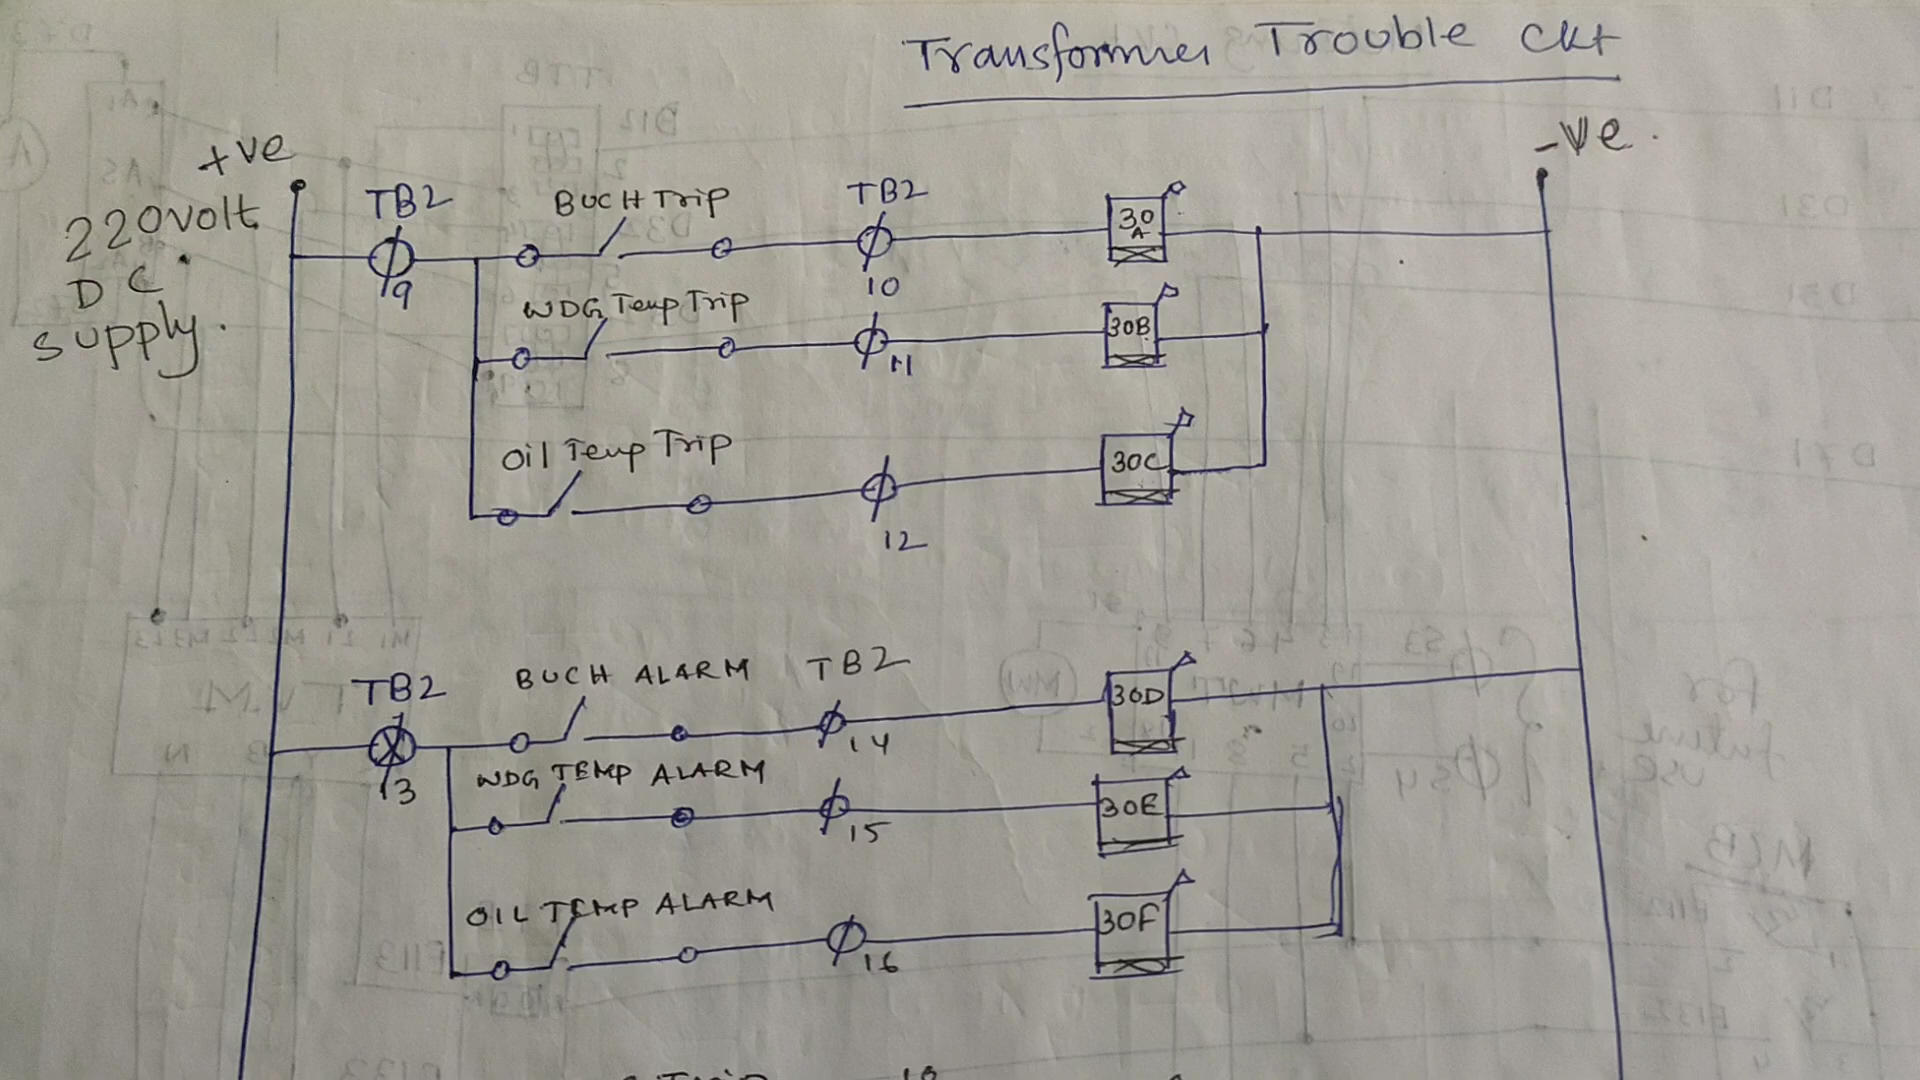 Transformer Trouble Ckt
+ve
-ve.
220volt
DC.
supply.
TB2
BUCH Trip
TB2
9
10
30
A
WDG Temp Trip
11
30B
Oil Temp Trip
12
30C
TB2
BUCH ALARM
TB2
13
14
30D
WDG TEMP ALARM
15
30E
OIL TEMP ALARM
16
30F